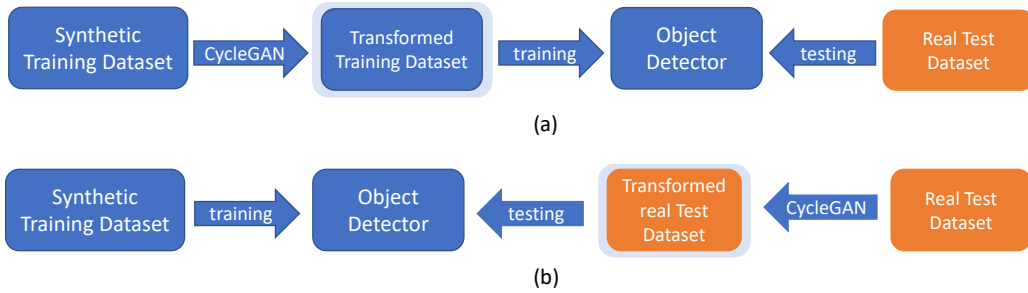 Synthetic
Training Dataset
CycleGAN
Transformed
Training Dataset
training
Object
Detector
testing
Real Test
Dataset
(a)
Synthetic
Training Dataset
training
Object
Detector
testing
Transformed
real Test
Dataset
CycleGAN
Real Test
Dataset
(b)